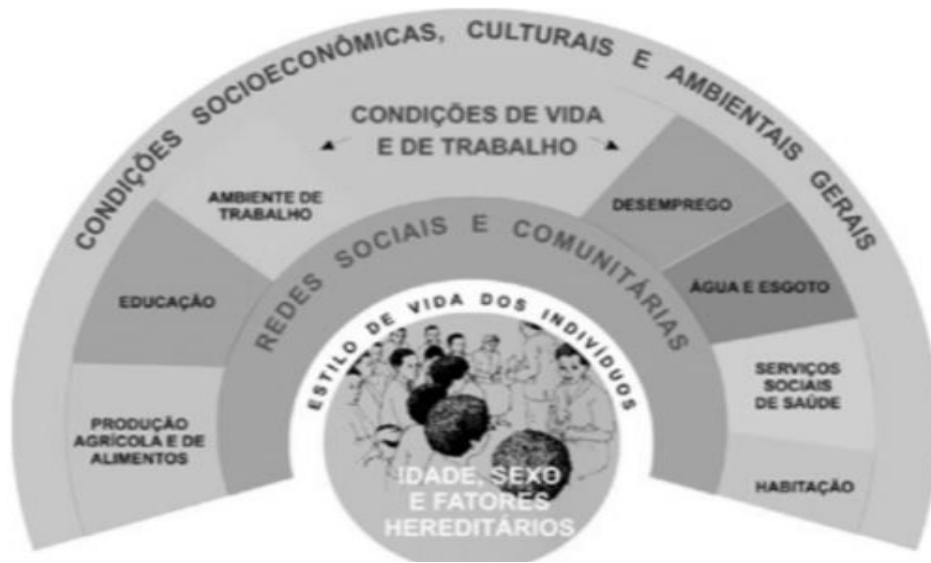 CONDIÇÕES SOCIOECONÔMICAS, CULTURAIS E AMBIENTAIS GERAIS
CONDIÇÕES DE VIDA
E DE TRABALHO
AMBIENTE DE
TRABALHO
DESEMPREGO
REDES SOCIAIS E COMUNITÁRIAS
EDUCAÇÃO
ÁGUA E ESGOTO
ESTILO DE VIDA DOS INDIVÍDUOS
SERVIÇOS
SOCIAIS
DE SAÚDE
PRODUÇÃO
AGRÍCOLA E DE
ALIMENTOS
HABITAÇÃO
IDADE, SEXO
E FATORES
HEREDITÁRIOS